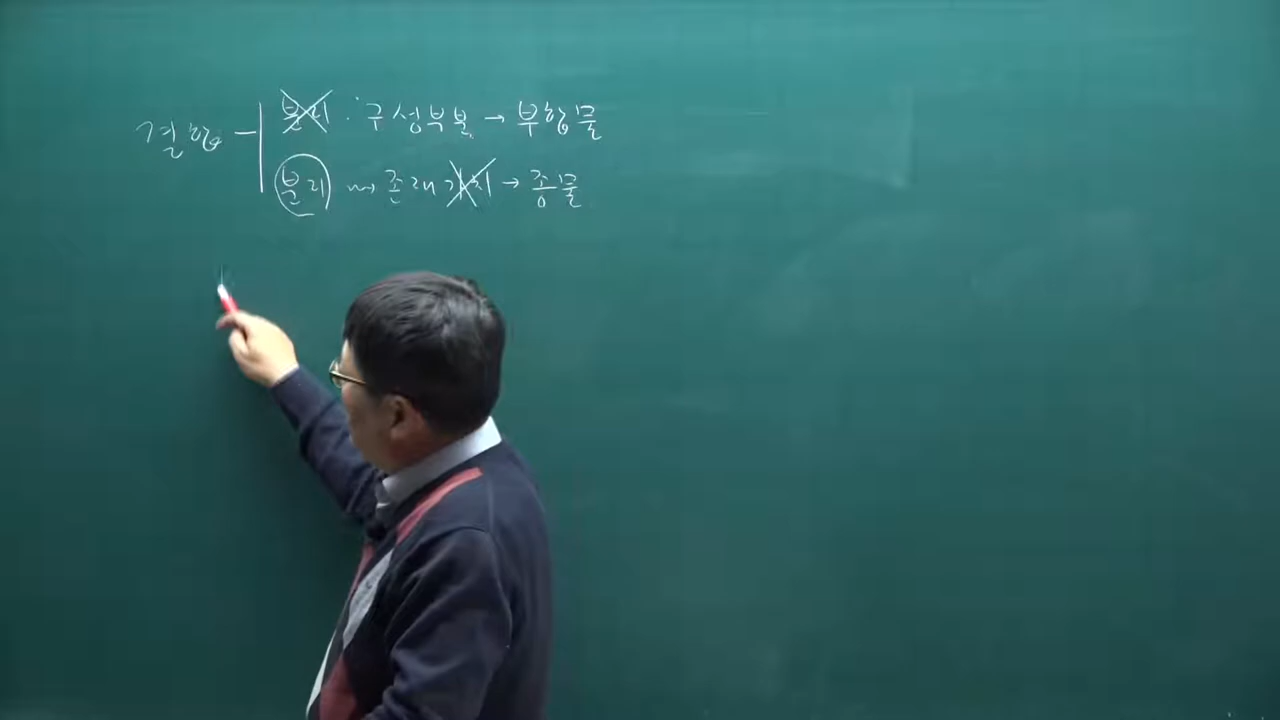 결합
분리 · 구성부분 → 부합물
분리 → 존재가치 → 종물